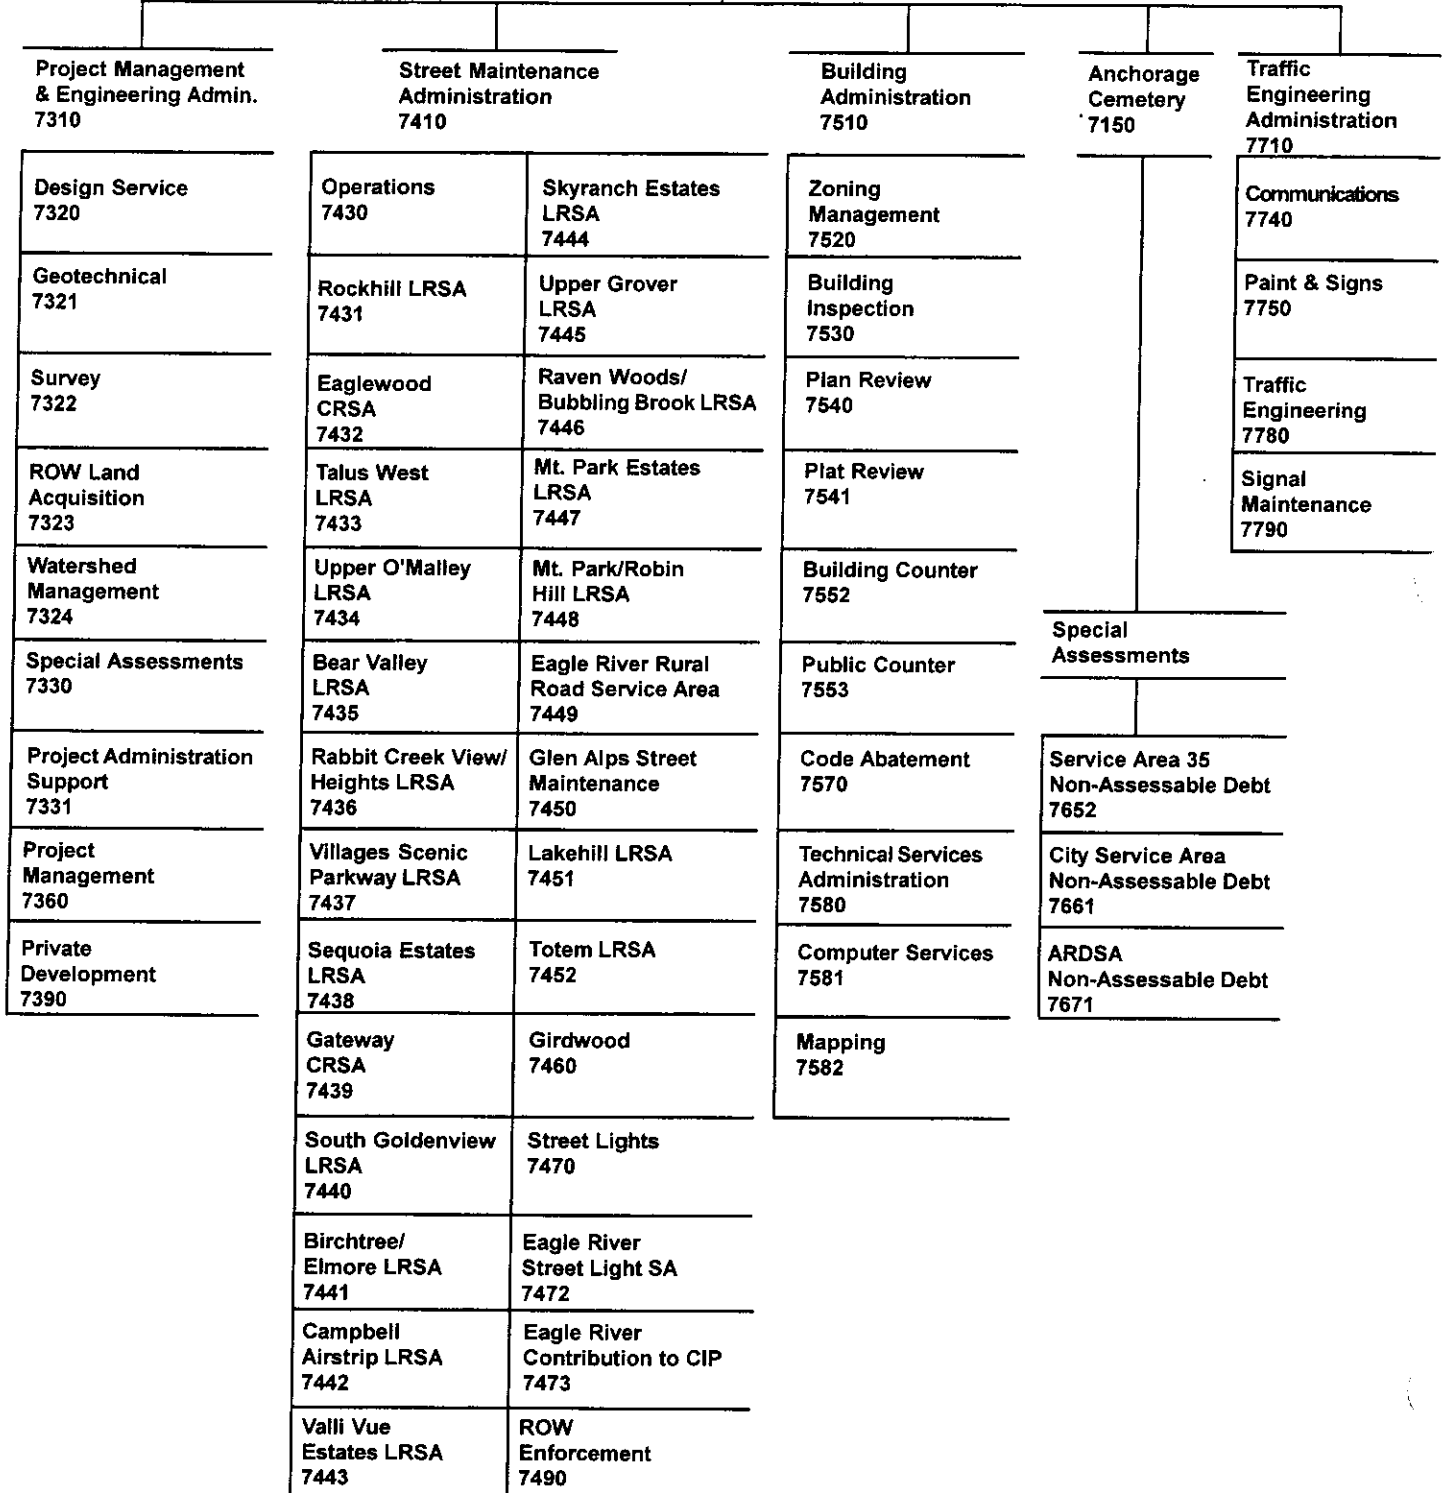 Project Management
& Engineering Admin.
7310
Design Service
7320
Geotechnical
7321
Survey
7322
ROW Land
Acquisition
7323
Watershed
Management
7324
Special Assessments
7330
Project Administration
Support
7331
Project
Management
7360
Private
Development
7390
Street Maintenance
Administration
7410
Operations
7430
Rockhill LRSA
7431
Eaglewood
CRSA
7432
Talus West
LRSA
7433
Upper O'Malley
LRSA
7434
Bear Valley
LRSA
7435
Rabbit Creek View/
Heights LRSA
7436
Villages Scenic
Parkway LRSA
7437
Sequoia Estates
LRSA
7438
Gateway
CRSA
7439
South Goldenview
LRSA
7440
Birchtree/
Elmore LRSA
7441
Campbell
Airstrip LRSA
7442
Valli Vue
Estates LRSA
7443
Skyranch Estates
LRSA
7444
Upper Grover
LRSA
7445
Raven Woods/
Bubbling Brook LRSA
7446
Mt. Park Estates
LRSA
7447
Mt. Park/Robin
Hill LRSA
7448
Eagle River Rural
Road Service Area
7449
Glen Alps Street
Maintenance
7450
Lakehill LRSA
7451
Totem LRSA
7452
Girdwood
7460
Street Lights
7470
Eagle River
Street Light SA
7472
Eagle River
Contribution to CIP
7473
ROW
Enforcement
7490
Building
Administration
7510
Zoning
Management
7520
Building
Inspection
7530
Plan Review
7540
Plat Review
7541
Building Counter
7552
Public Counter
7553
Code Abatement
7570
Technical Services
Administration
7580
Computer Services
7581
Mapping
7582
Anchorage
Cemetery
7150
Special
Assessments
Service Area 35
Non-Assessable Debt
7652
City Service Area
Non-Assessable Debt
7661
ARDSA
Non-Assessable Debt
7671
Traffic
Engineering
Administration
7710
Communications
7740
Paint & Signs
7750
Traffic
Engineering
7780
Signal
Maintenance
7790